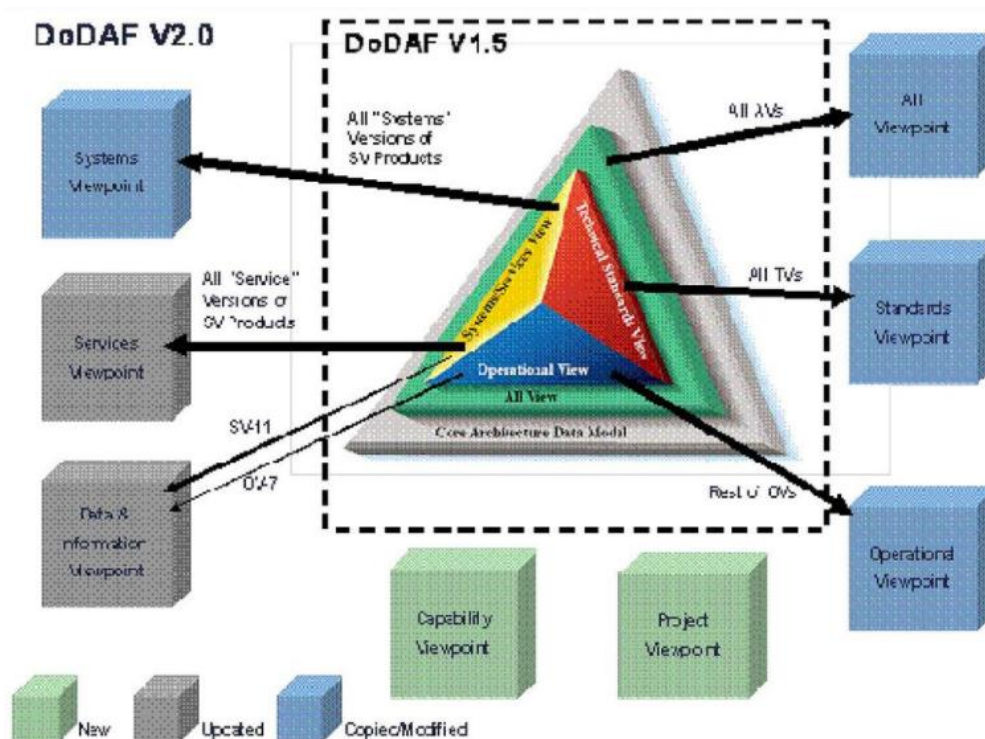 DoDAF V2.0
DoDAF V1.5
Systems
Viewpoint
All "Systems"
Versions of
SV Products
All AVs
All
Viewpoint
Services
Viewpoint
All "Service"
Versions of
SV Products
Systems/Services View
Technical Standards View
Operational View
All View
Core Architecture Data Model
All TVs
Standards
Viewpoint
SV-11
OV-7
Rest of OVs
Data &
Information
Viewpoint
Operational
Viewpoint
Capability
Viewpoint
Project
Viewpoint
New
Updated
Copied/Modified